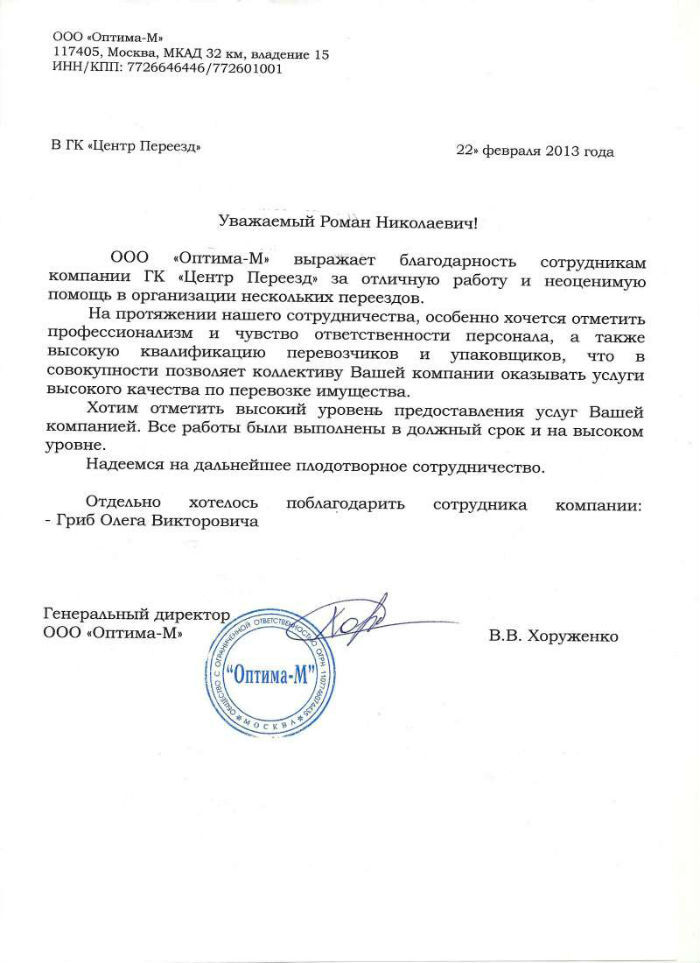 ООО «Оптима-М»
117405, Москва, МКАД 32 км, владение 15
ИНН/КПП: 7726646446/772601001
В ГК «Центр Переезд»
22» февраля 2013 года
Уважаемый Роман Николаевич!
ООО «Оптима-М» выражает благодарность сотрудникам
компании ГК «Центр Переезд» за отличную работу и неоценимую
помощь в организации нескольких переездов.
На протяжении нашего сотрудничества, особенно хочется отметить
профессионализм и чувство ответственности персонала, а также
высокую квалификацию перевозчиков и упаковщиков, что в
совокупности позволяет коллективу Вашей компании оказывать услуги
высокого качества по перевозке имущества.
Хотим отметить высокий уровень предоставления услуг Вашей
компанией. Все работы были выполнены в должный срок и на высоком
уровне.
Надеемся на дальнейшее плодотворное сотрудничество.
Отдельно хотелось поблагодарить сотрудника компании:
- Гриб Олега Викторовича
Генеральный директор
ООО «Оптима-М»
В.В. Хоруженко
ОБЩЕСТВО С ОГРАНИЧЕННОЙ ОТВЕТСТВЕННОСТЬЮ ОГРН
"Оптима-М"
* МОСКВА *